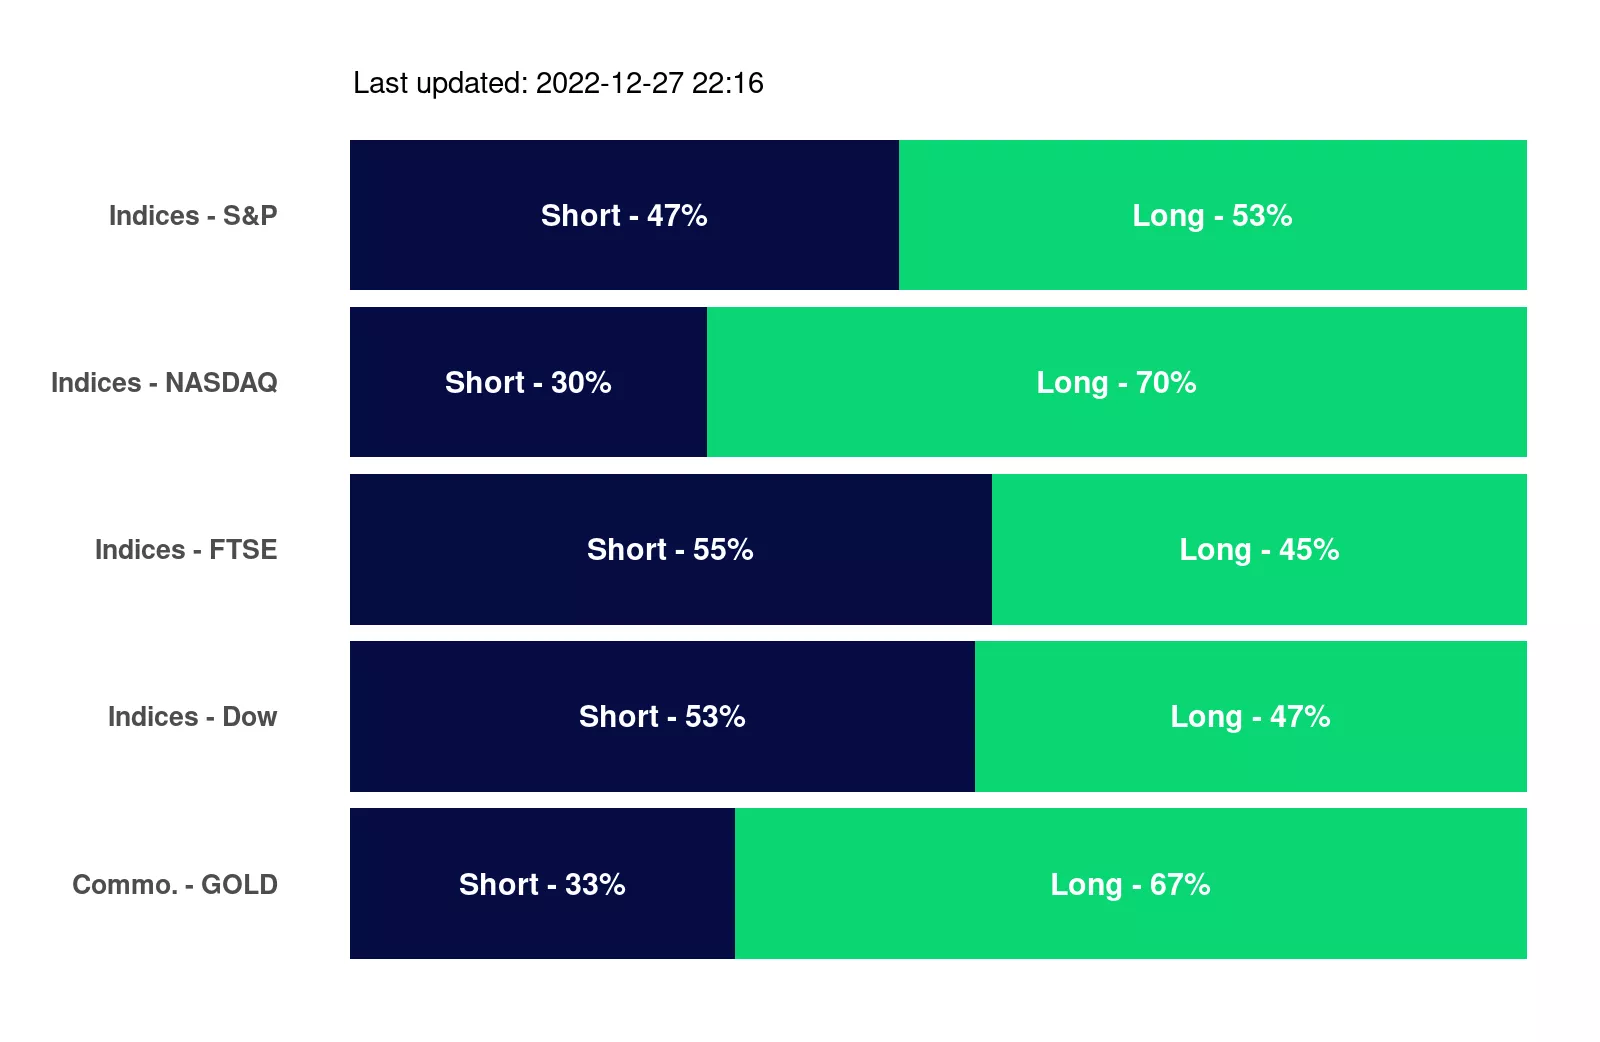 Last updated: 2022-12-27 22:16
Indices - S&P Short - 47% Long - 53%
Indices - NASDAQ Short - 30% Long - 70%
Indices - FTSE Short - 55% Long - 45%
Indices - Dow Short - 53% Long - 47%
Commo. - GOLD Short - 33% Long - 67%